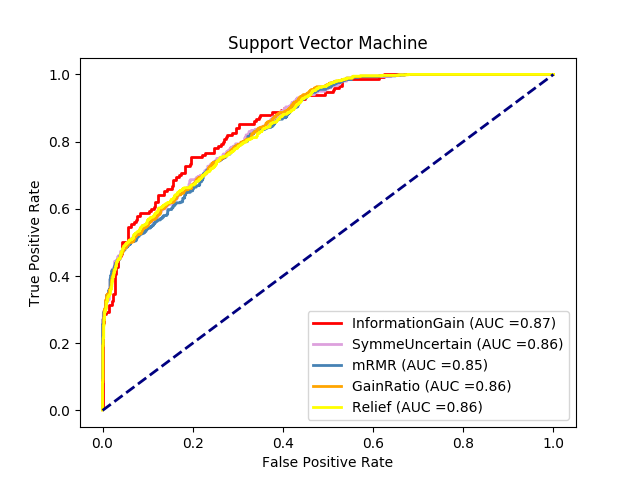 Support Vector Machine
True Positive Rate
1.0
0.8
0.6
0.4
0.2
0.0
InformationGain (AUC =0.87)
SymmeUncertain (AUC =0.86)
mRMR (AUC =0.85)
GainRatio (AUC =0.86)
Relief (AUC =0.86)
0.0 0.2 0.4 0.6 0.8 1.0
False Positive Rate